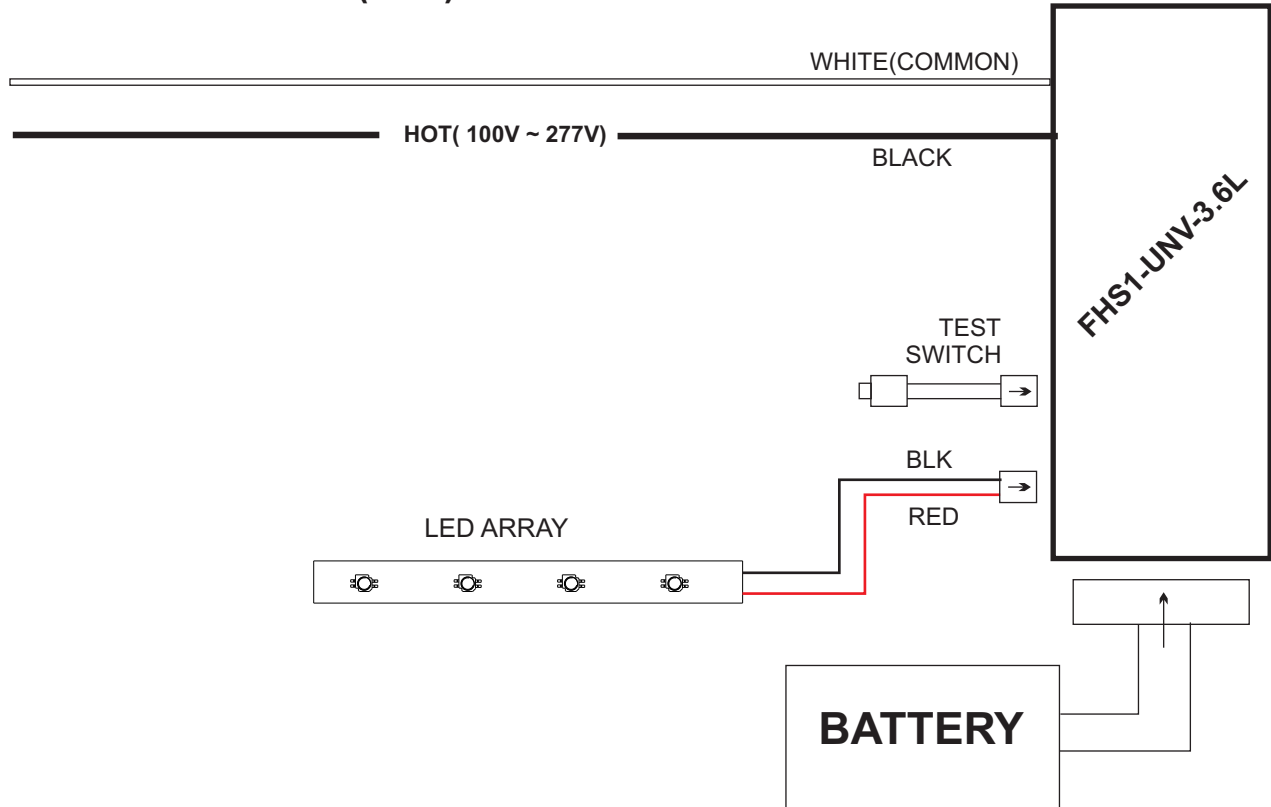 WHITE(COMMON)
HOT( 100V ~ 277V)
BLACK
FHS1-UNV-3.6L
TEST
SWITCH
BLK
RED
LED ARRAY
BATTERY